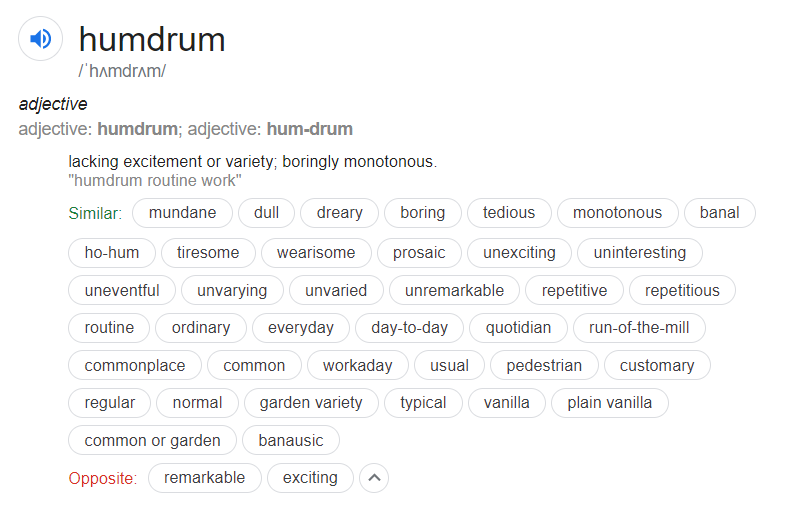 humdrum
/ˈhʌmdrʌm/
adjective
adjective: humdrum; adjective: hum-drum
lacking excitement or variety; boringly monotonous.
"humdrum routine work"
Similar: mundane dull dreary boring tedious monotonous banal
ho-hum tiresome wearisome prosaic unexciting uninteresting
uneventful unvarying unvaried unremarkable repetitive repetitious
routine ordinary everyday day-to-day quotidian run-of-the-mill
commonplace common workaday usual pedestrian customary
regular normal garden variety typical vanilla plain vanilla
common or garden banausic
Opposite: remarkable exciting